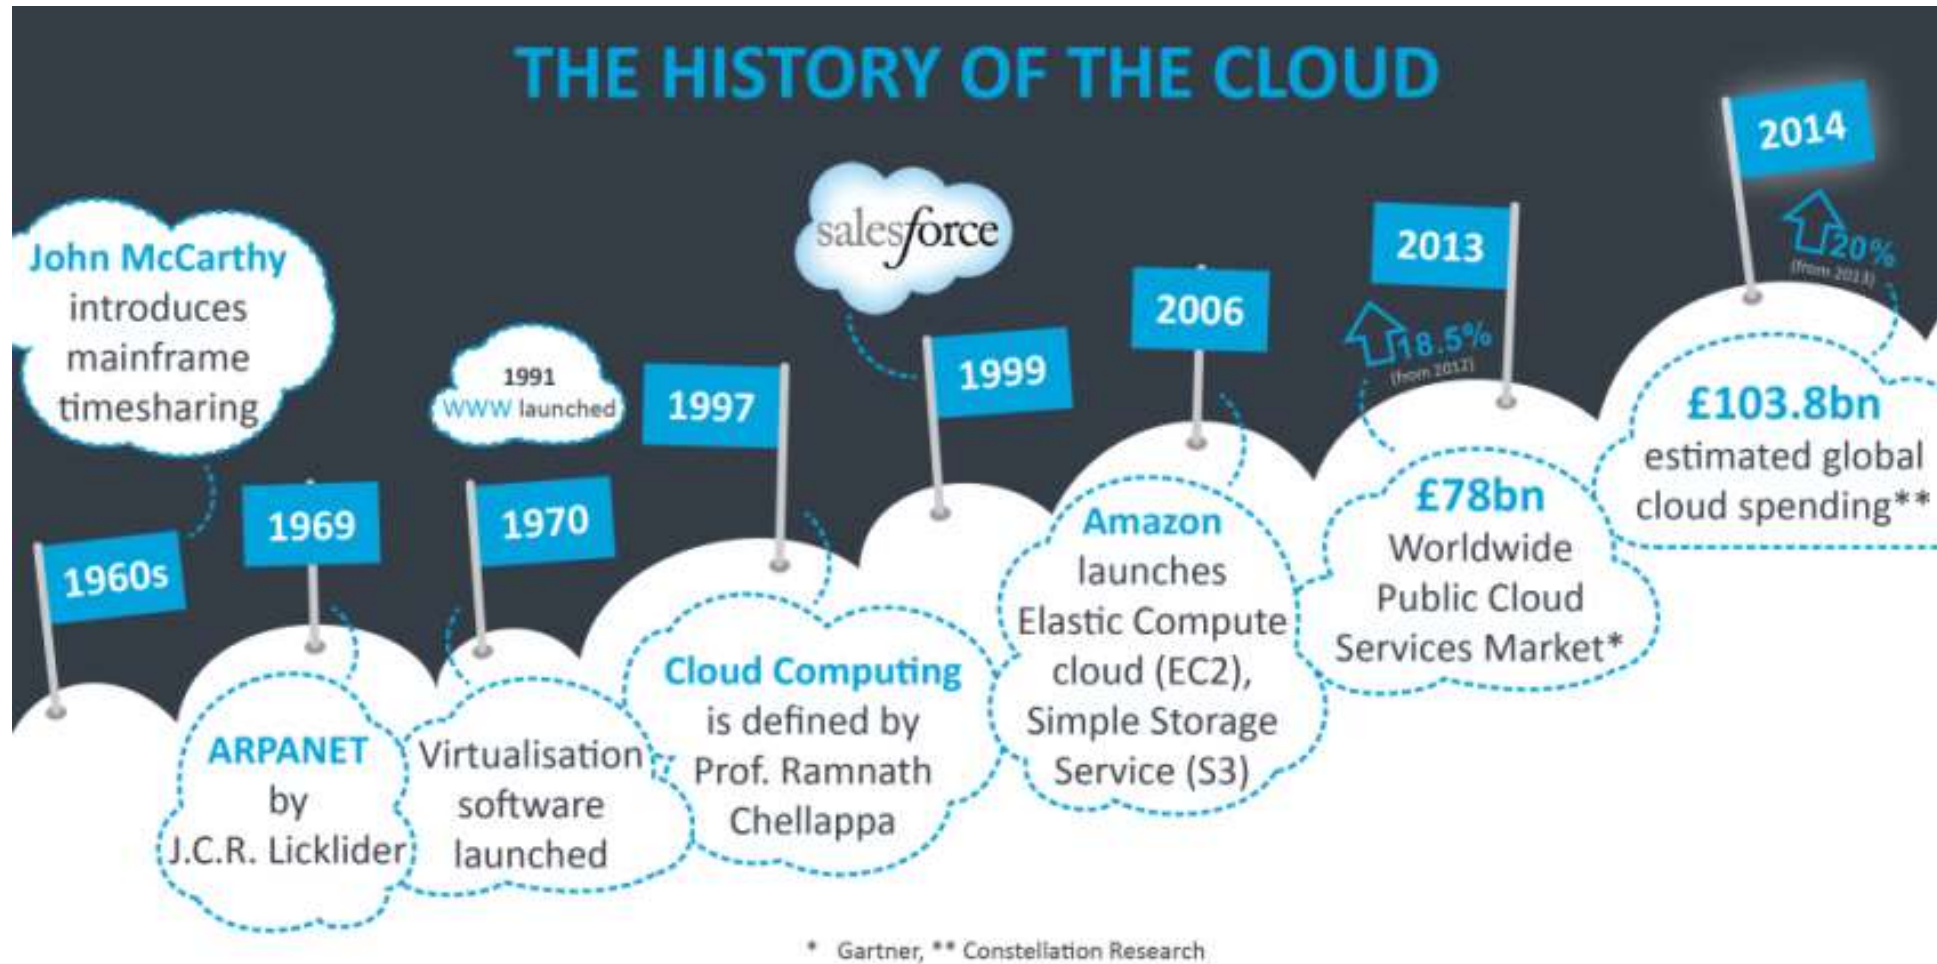 THE HISTORY OF THE CLOUD
John McCarthy
introduces
mainframe
timesharing
1960s
1969
ARPANET
by
J.C.R. Licklider
1970
Virtualisation
software
launched
1991
WWW launched
1997
Cloud Computing
is defined by
Prof. Ramnath
Chellappa
salesforce
1999
2006
Amazon
launches
Elastic Compute
cloud (EC2),
Simple Storage
Service (S3)
2013
18.5%
(from 2012)
£78bn
Worldwide
Public Cloud
Services Market*
2014
20%
(from 2013)
£103.8bn
estimated global
cloud spending**
* Gartner, ** Constellation Research